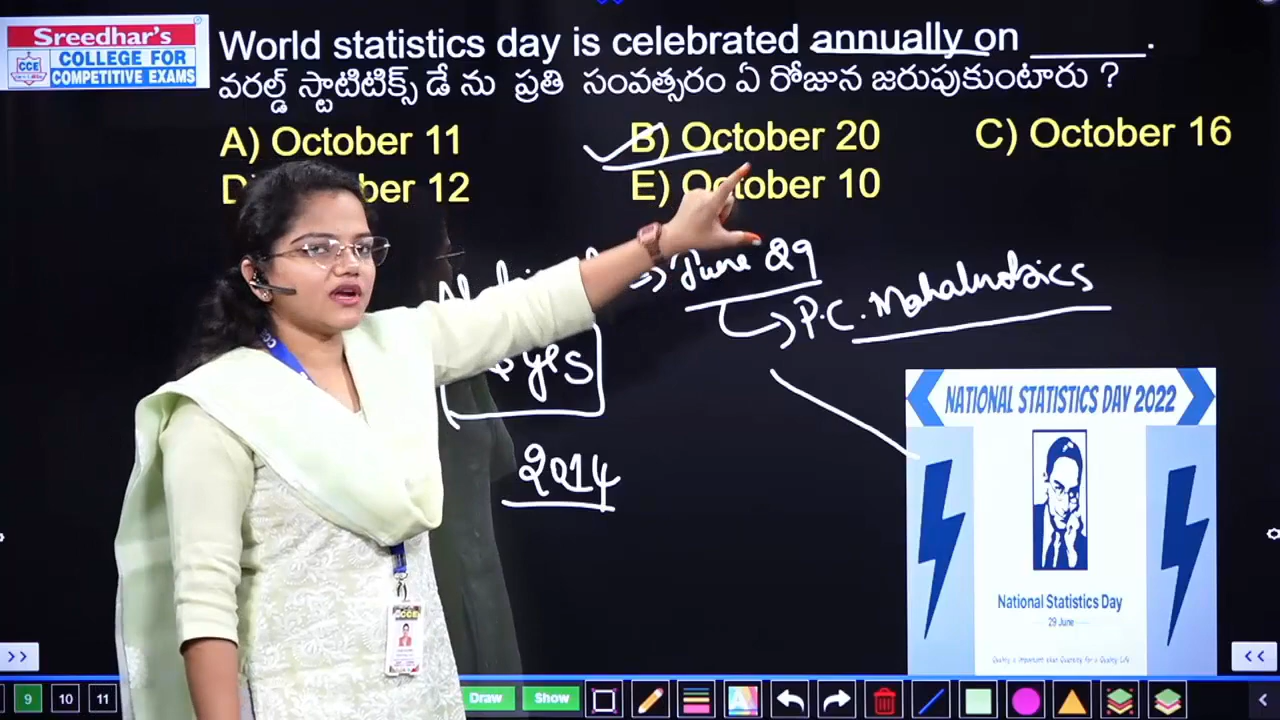 Sreedhar's
CCE
COLLEGE FOR
COMPETITIVE EXAMS
World statistics day is celebrated annually on ______.
వరల్డ్ స్టాటిటిక్స్ డే ను ప్రతి సంవత్సరం ఏ రోజున జరుపుకుంటారు ?
A) October 11
B) October 20
C) October 16
ber 12
E) October 10
June 29
P.C. Mahalnobics
2014
NATIONAL STATISTICS DAY 2022
National Statistics Day
29 June
>>
<<
9
10
11
Draw
Show